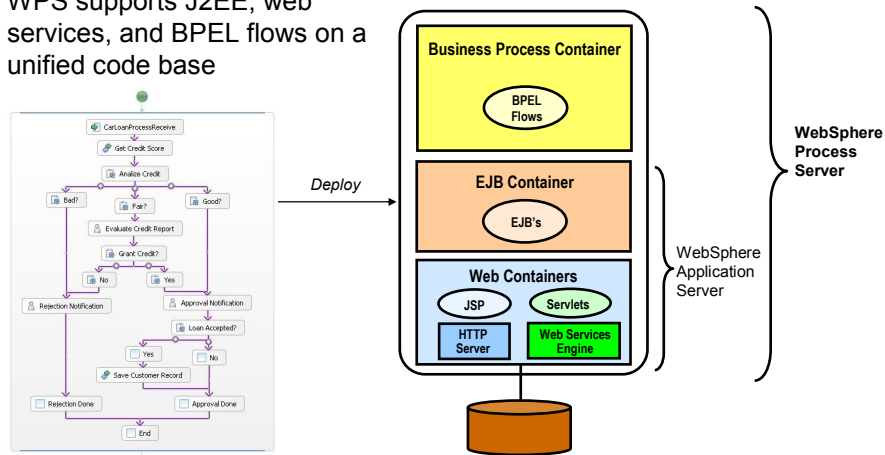 WPS supports J2EE, web
services, and BPEL flows on a
unified code base
CarLoanProcessReceive
Get Credit Score
Analize Credit
Bad?
Fair?
Good?
Evaluate Credit Report
Grant Credit?
No
Yes
Rejection Notification
Approval Notification
Loan Accepted?
Yes
No
Save Customer Record
Rejection Done
Approval Done
End
Deploy
Business Process Container
BPEL
Flows
EJB Container
EJB's
Web Containers
JSP
Servlets
HTTP
Server
Web Services
Engine
WebSphere
Application
Server
WebSphere
Process
Server